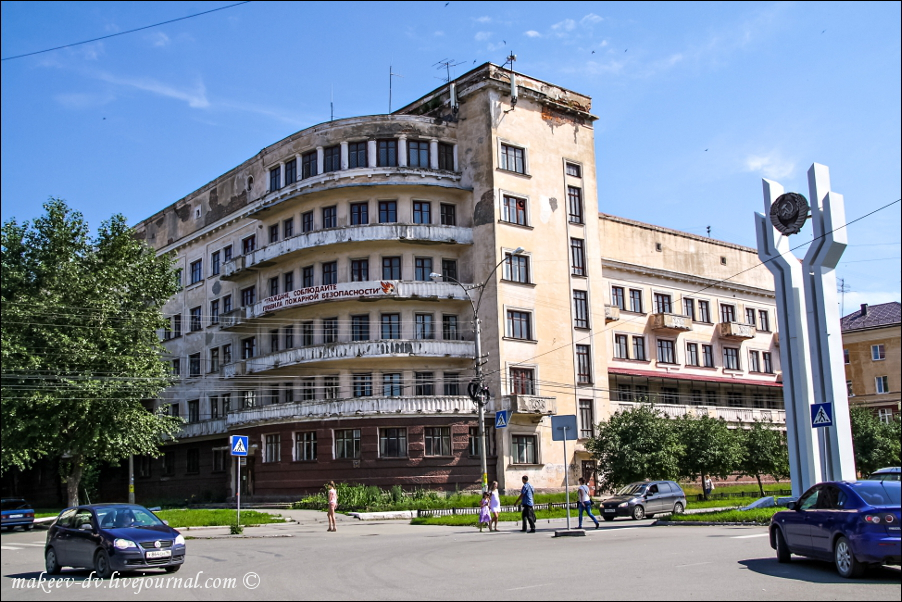 ГРАЖДАНЕ, СОБЛЮДАЙТЕ
ПРАВИЛА ПОЖАРНОЙ БЕЗОПАСНОСТИ!
makeev-dv.livejournal.com ©